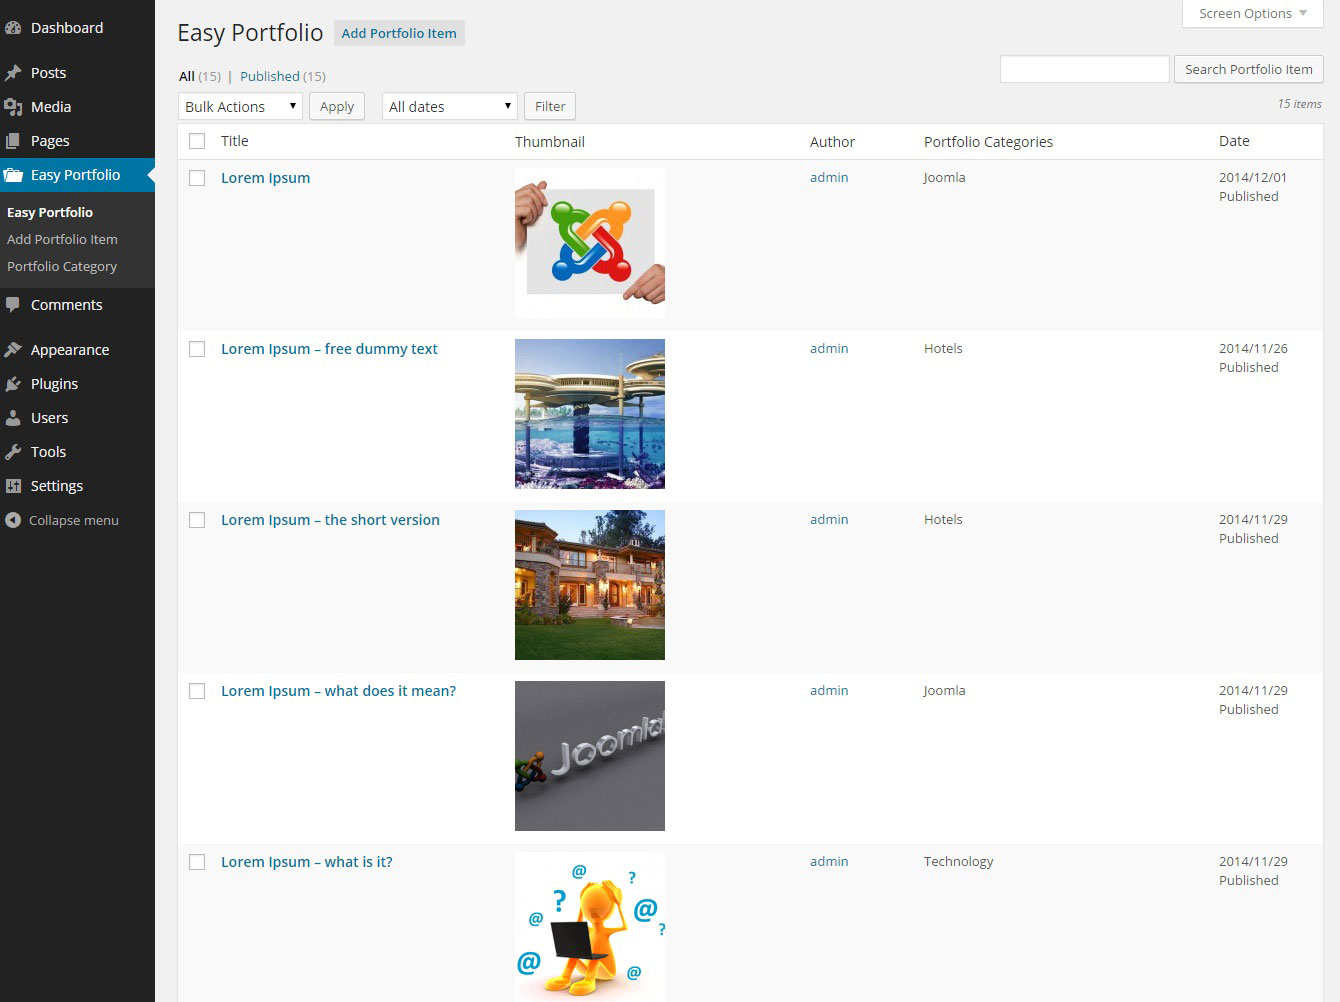 Dashboard
Posts
Media
Pages
Easy Portfolio
Easy Portfolio
Add Portfolio Item
Portfolio Category
Comments
Appearance
Plugins
Users
Tools
Settings
Collapse menu
Screen Options
Easy Portfolio Add Portfolio Item
All (15) | Published (15)
Search Portfolio Item
Bulk Actions Apply All dates Filter
15 items
Title Thumbnail Author Portfolio Categories Date
Lorem Ipsum admin Joomla 2014/12/01
Published
Lorem Ipsum – free dummy text admin Hotels 2014/11/26
Published
Lorem Ipsum – the short version admin Hotels 2014/11/29
Published
Lorem Ipsum – what does it mean? admin Joomla 2014/11/29
Published
Joomla
Lorem Ipsum – what is it? admin Technology 2014/11/29
Published
@ ?
? @
@ ?
@ @